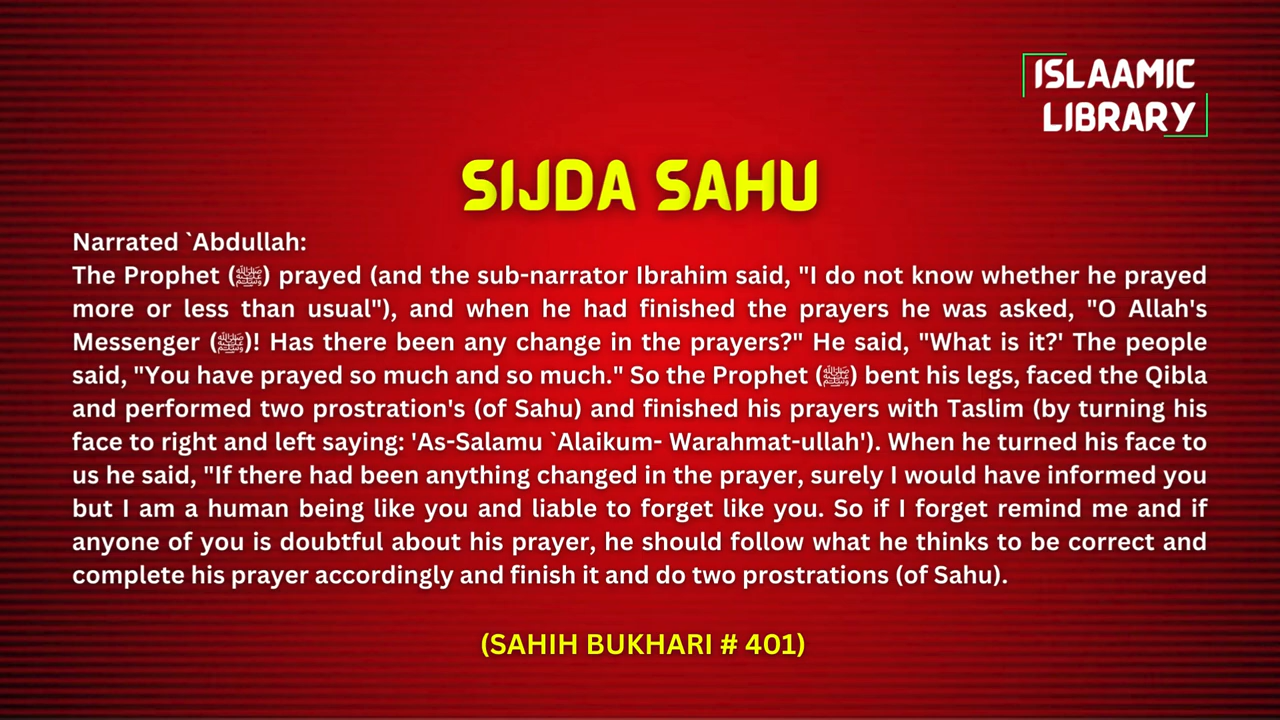 ISLAAMIC
LIBRARY
SIJDA SAHU
Narrated `Abdullah:
The Prophet (ﷺ) prayed (and the sub-narrator Ibrahim said, "I do not know whether he prayed
more or less than usual"), and when he had finished the prayers he was asked, "O Allah's
Messenger (ﷺ)! Has there been any change in the prayers?" He said, "What is it?' The people
said, "You have prayed so much and so much." So the Prophet (ﷺ) bent his legs, faced the Qibla
and performed two prostration's (of Sahu) and finished his prayers with Taslim (by turning his
face to right and left saying: 'As-Salamu `Alaikum- Warahmat-ullah'). When he turned his face to
us he said, "If there had been anything changed in the prayer, surely I would have informed you
but I am a human being like you and liable to forget like you. So if I forget remind me and if
anyone of you is doubtful about his prayer, he should follow what he thinks to be correct and
complete his prayer accordingly and finish it and do two prostrations (of Sahu).
(SAHIH BUKHARI # 401)